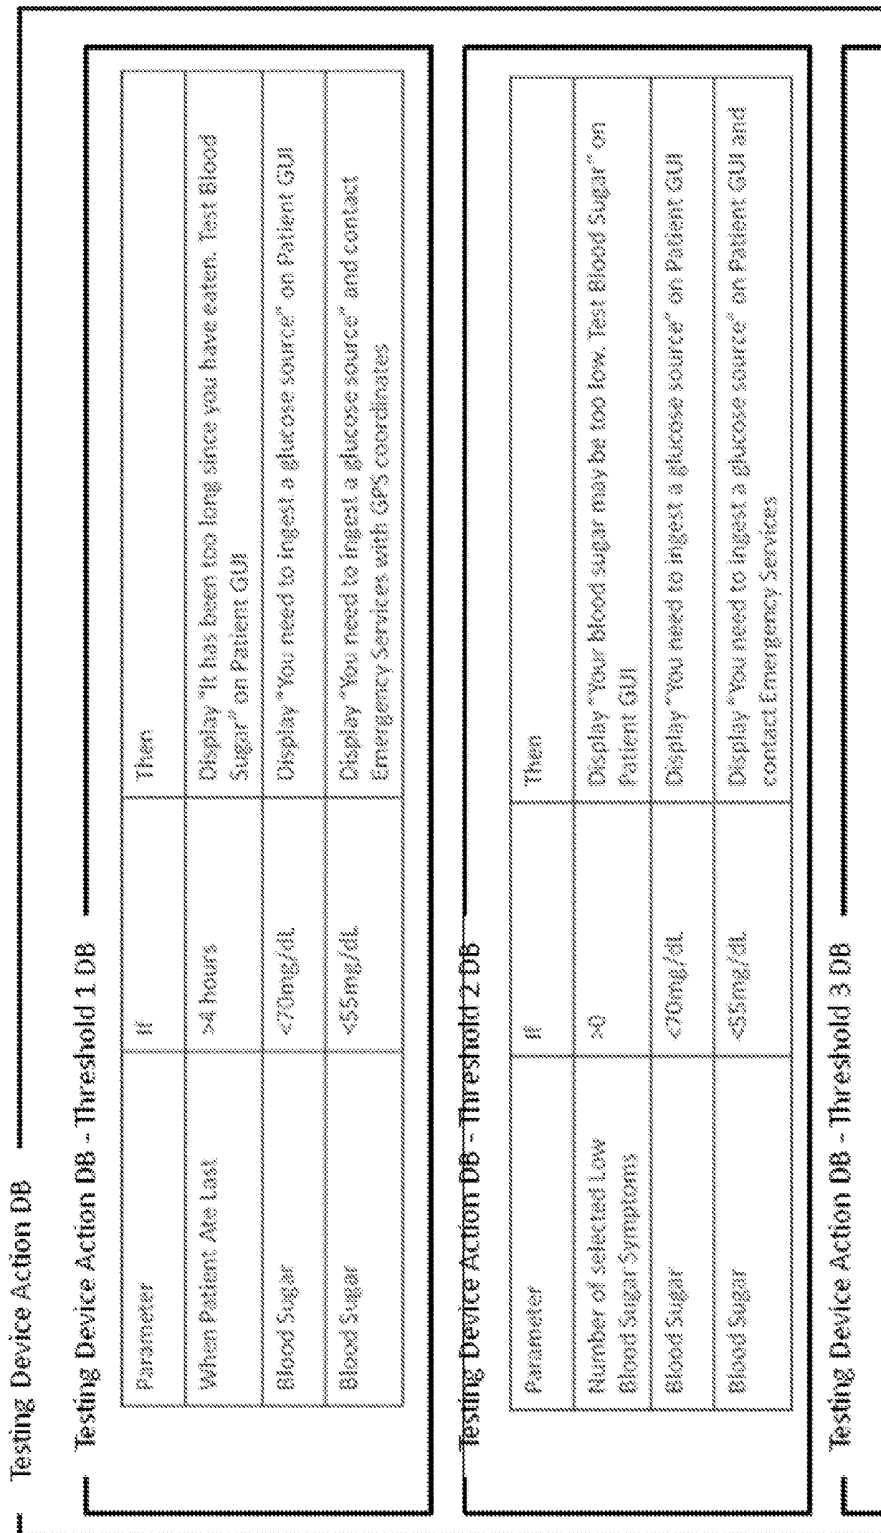 Testing Device Action DB
Testing Device Action DB - Threshold 1 DB
Parameter
If
Then
When Patient Ate Last
>4 hours
Display "It has been too long since you have eaten. Test Blood
Sugar" on Patient GUI
Blood Sugar
<70mg/dL
Display "You need to ingest a glucose source" on Patient GUI
Blood Sugar
<55mg/dL
Display "You need to ingest a glucose source" and contact
Emergency Services with GPS coordinates
Testing Device Action DB - Threshold 2 DB
Parameter
If
Then
Number of selected Low
Blood Sugar Symptoms
>0
Display "Your blood sugar may be too low. Test Blood Sugar" on
Patient GUI
Blood Sugar
<70mg/dL
Display "You need to ingest a glucose source" on Patient GUI
Blood Sugar
<55mg/dL
Display "You need to ingest a glucose source" on Patient GUI and
contact Emergency Services
Testing Device Action DB - Threshold 3 DB